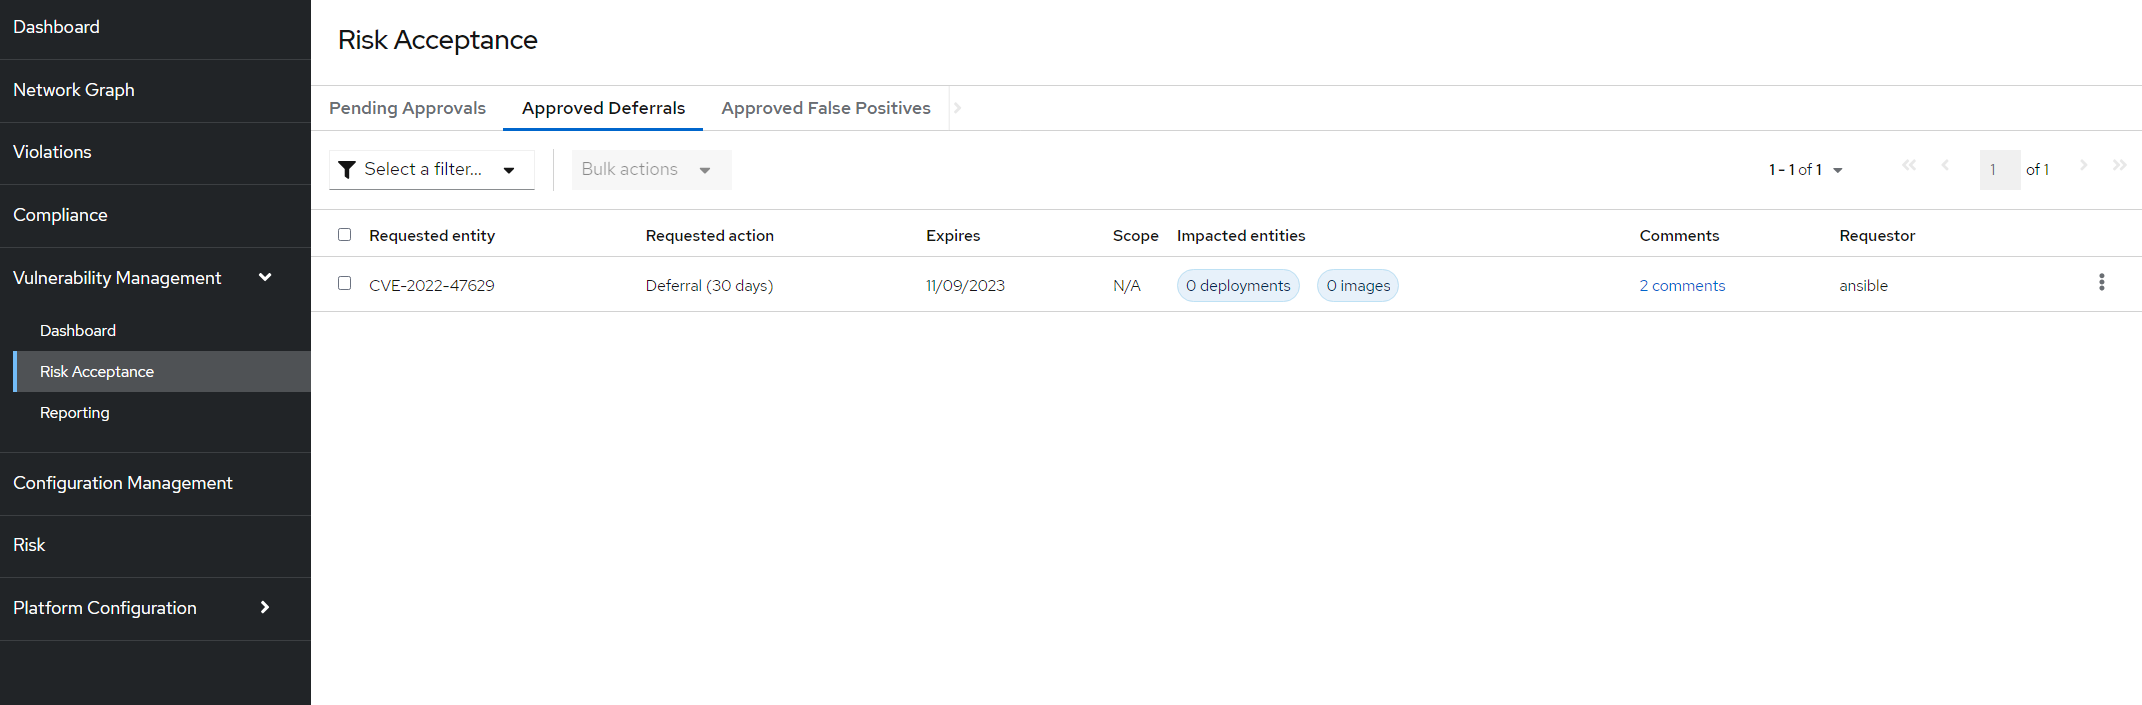 Dashboard
Network Graph
Violations
Compliance
Vulnerability Management
Dashboard
Risk Acceptance
Reporting
Configuration Management
Risk
Platform Configuration
Risk Acceptance
Pending Approvals Approved Deferrals Approved False Positives
Select a filter... Bulk actions 1 - 1 of 1 1 of 1
Requested entity Requested action Expires Scope Impacted entities Comments Requestor
CVE-2022-47629 Deferral (30 days) 11/09/2023 N/A 0 deployments 0 images 2 comments ansible